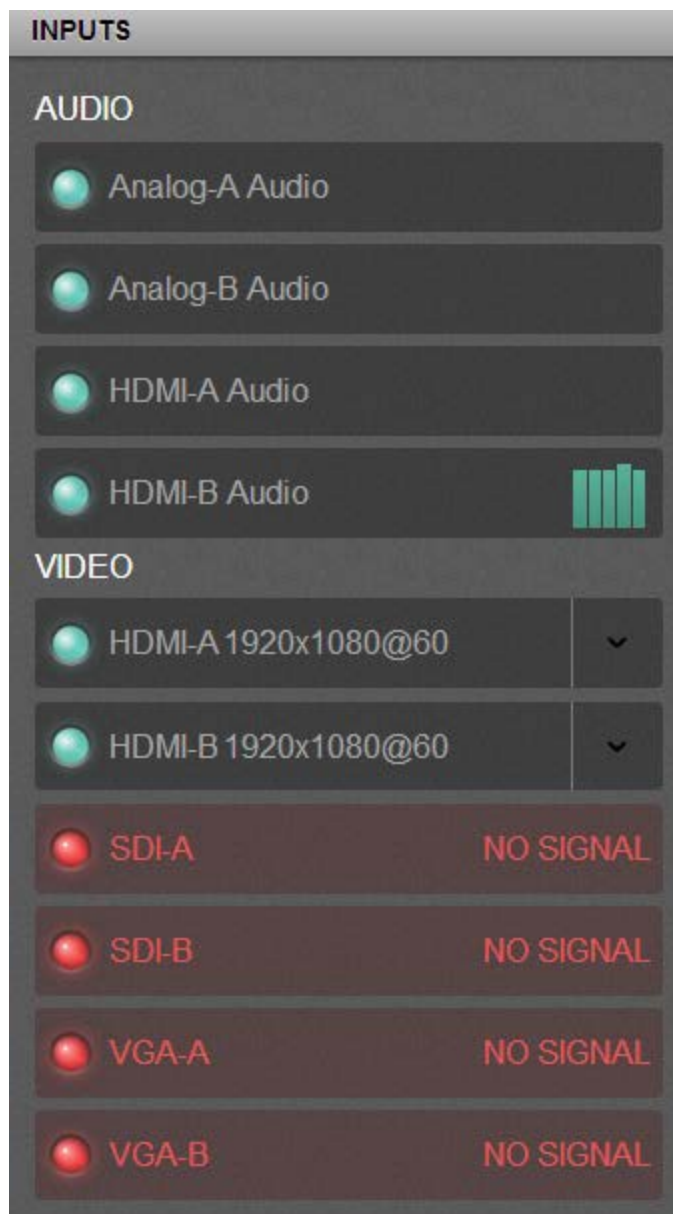 INPUTS
AUDIO
Analog-A Audio
Analog-B Audio
HDMI-A Audio
HDMI-B Audio
VIDEO
HDMI-A 1920x1080@60
HDMI-B 1920x1080@60
SDI-A NO SIGNAL
SDI-B NO SIGNAL
VGA-A NO SIGNAL
VGA-B NO SIGNAL